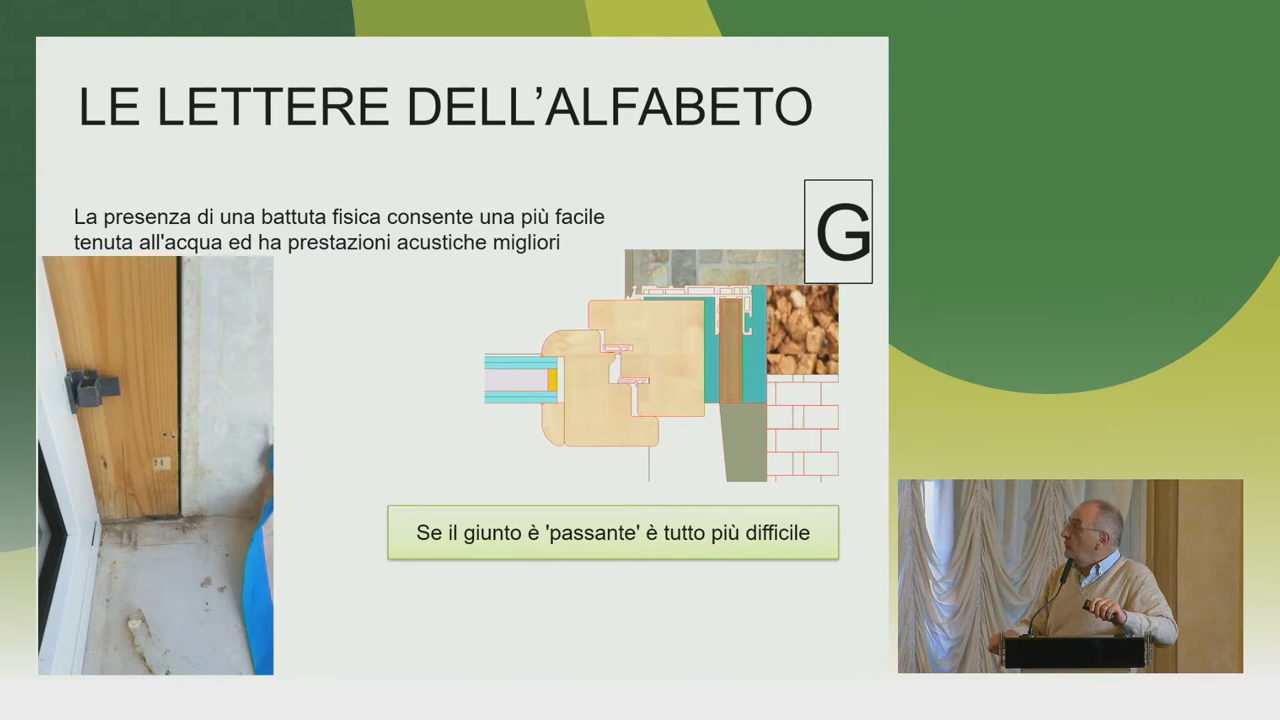 LE LETTERE DELL’ALFABETO
G
La presenza di una battuta fisica consente una più facile
tenuta all'acqua ed ha prestazioni acustiche migliori
Se il giunto è 'passante' è tutto più difficile